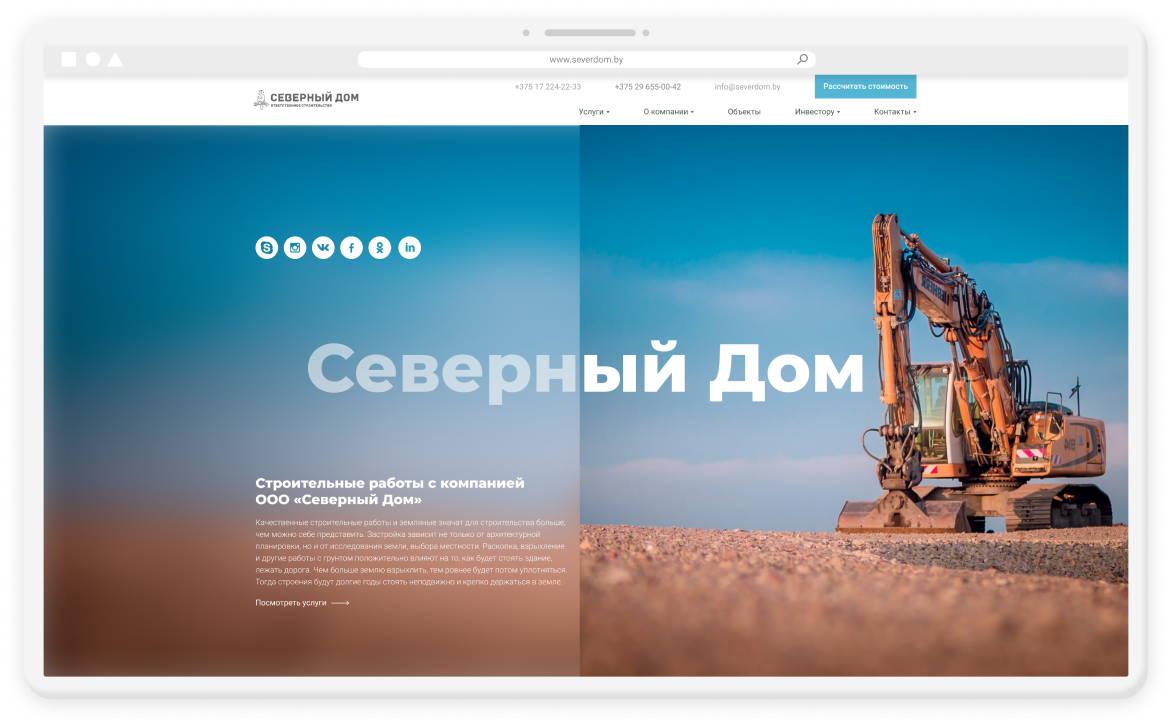 www.severdom.by
+375 17 224-22-33
+375 29 655-00-42
info@severdom.by
Рассчитать стоимость
СЕВЕРНЫЙ ДОМ
ОТВЕТСТВЕННОЕ СТРОИТЕЛЬСТВО
Услуги
О компании
Объекты
Инвестору
Контакты
Северный Дом
Строительные работы с компанией
ООО «Северный Дом»
Качественные строительные работы и земляные значат для строительства больше,
чем можно себе представить. Застройка зависит не только от архитектурной
планировки, но и от исследования земли, выбора местности. Раскопка, взрыхление
и другие работы с грунтом положительно влияют на то, как будет стоять здание,
лежать дорога. Чем больше землю взрыхлить, тем ровнее будет потом уплотняться.
Тогда строения будут долгие годы стоять неподвижно и крепко держаться в земле.
Посмотреть услуги